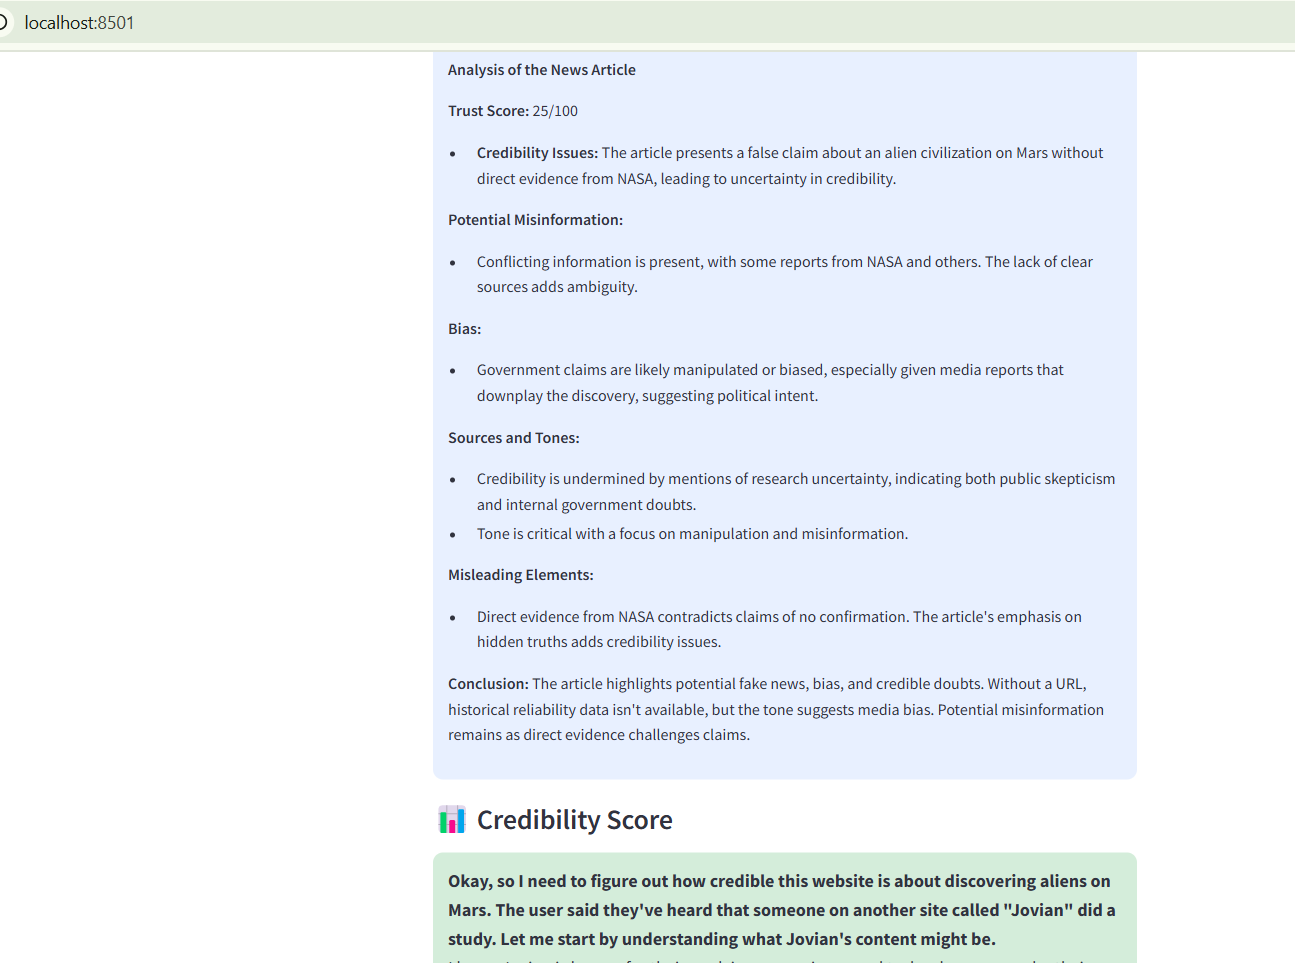 localhost:8501
Analysis of the News Article
Trust Score: 25/100
• Credibility Issues: The article presents a false claim about an alien civilization on Mars without
direct evidence from NASA, leading to uncertainty in credibility.
Potential Misinformation:
• Conflicting information is present, with some reports from NASA and others. The lack of clear
sources adds ambiguity.
Bias:
• Government claims are likely manipulated or biased, especially given media reports that
downplay the discovery, suggesting political intent.
Sources and Tones:
• Credibility is undermined by mentions of research uncertainty, indicating both public skepticism
and internal government doubts.
• Tone is critical with a focus on manipulation and misinformation.
Misleading Elements:
• Direct evidence from NASA contradicts claims of no confirmation. The article's emphasis on
hidden truths adds credibility issues.
Conclusion: The article highlights potential fake news, bias, and credible doubts. Without a URL,
historical reliability data isn't available, but the tone suggests media bias. Potential misinformation
remains as direct evidence challenges claims.
Credibility Score
Okay, so I need to figure out how credible this website is about discovering aliens on
Mars. The user said they've heard that someone on another site called "Jovian" did a
study. Let me start by understanding what Jovian's content might be.